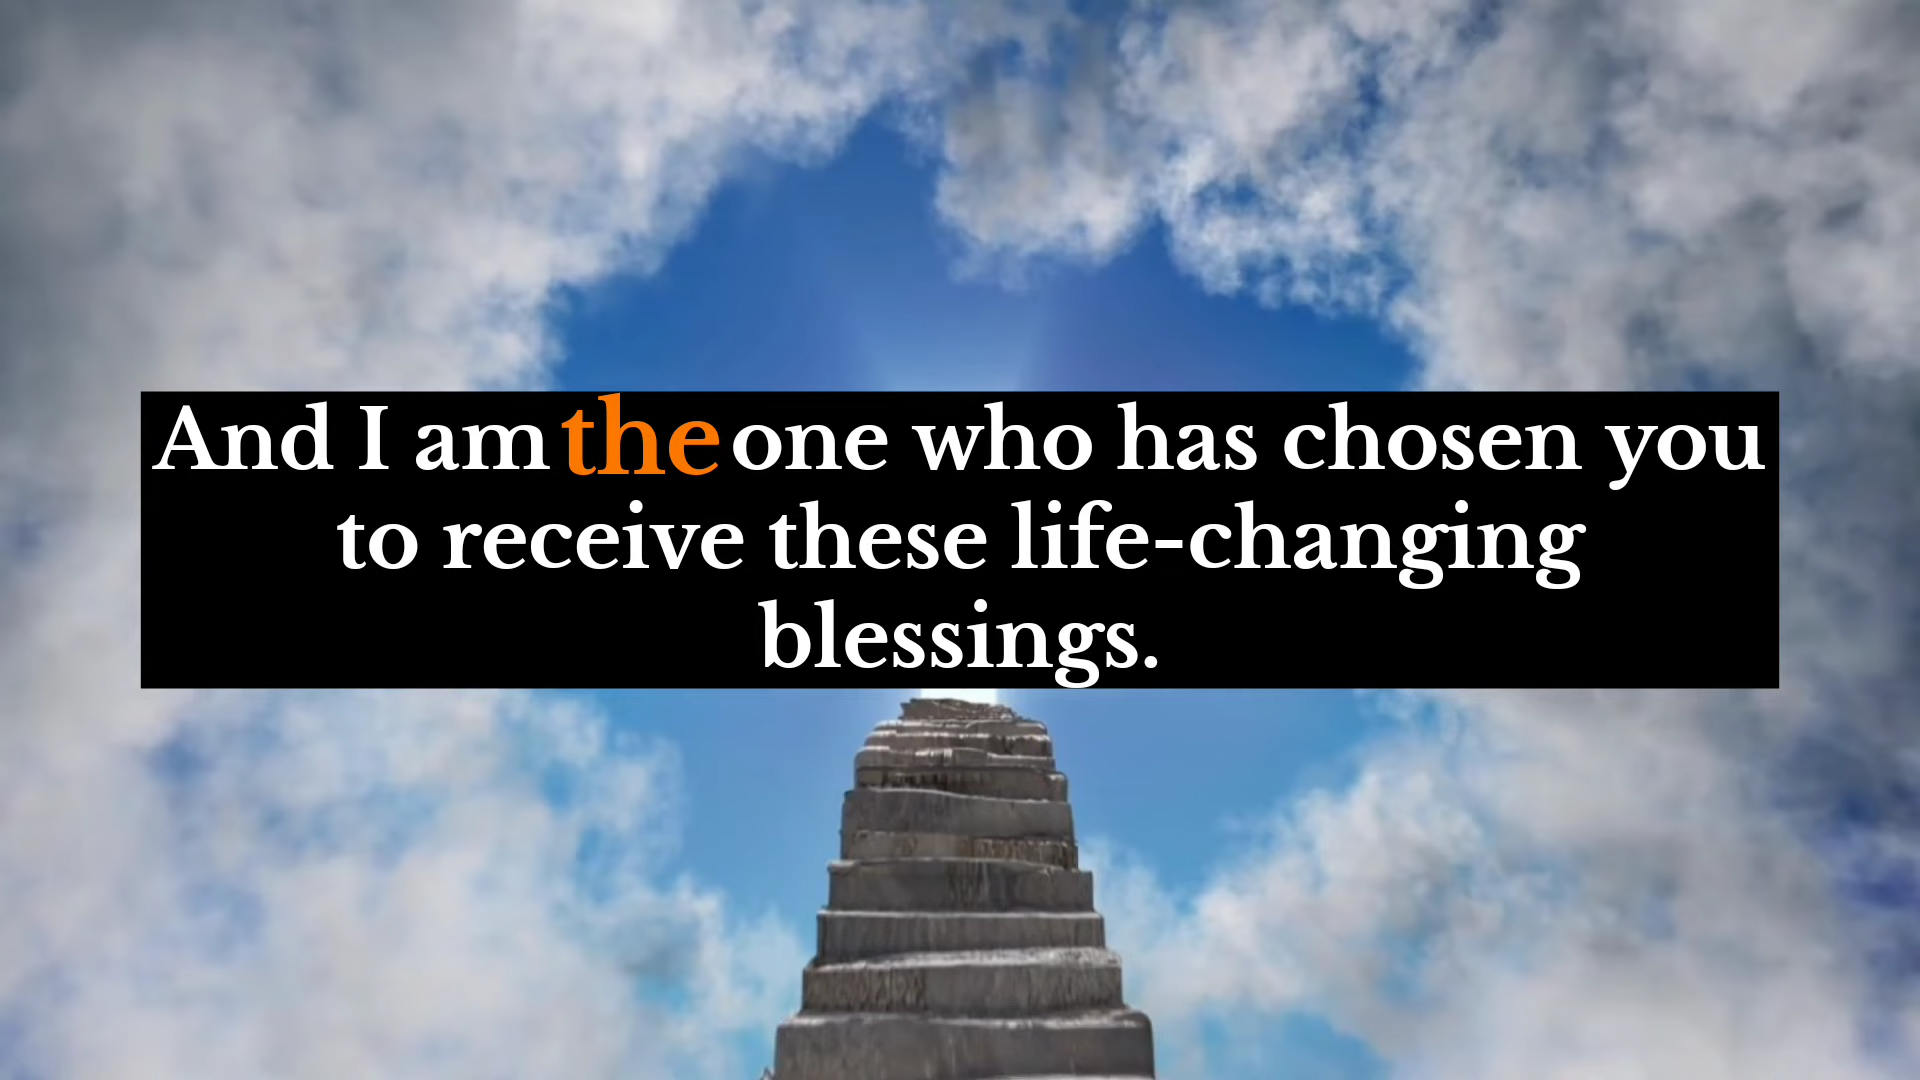 And I am the one who has chosen you
to receive these life-changing
blessings.